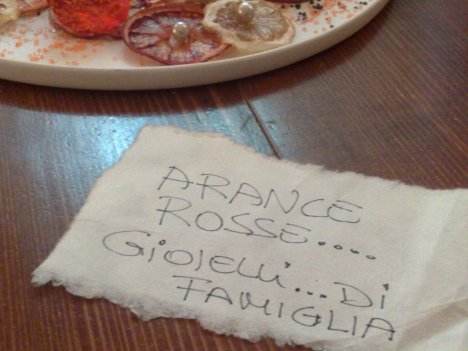 ARANCE
ROSSE....
GiOiELLi...Di
FAMIGLIA